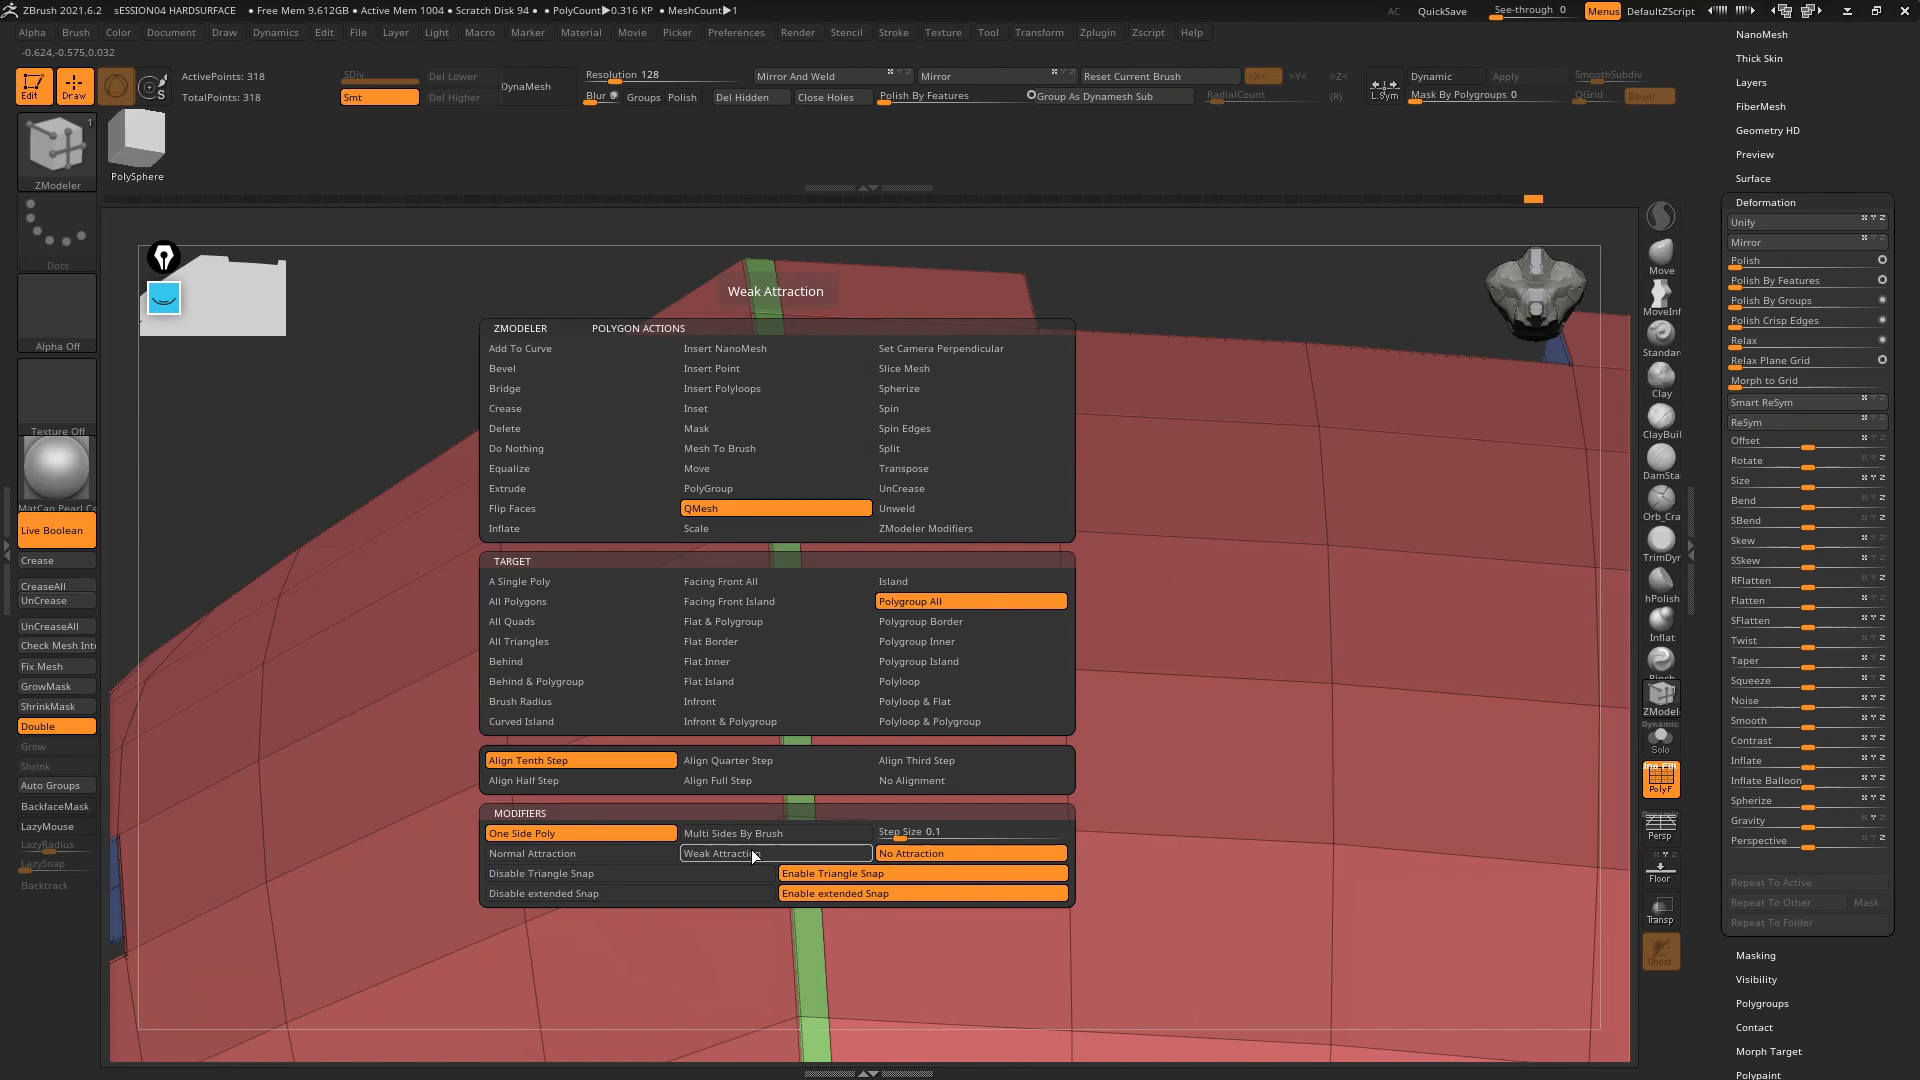 ZBrush 2021.6.2 sESSION04 HARDSURFACE • Free Mem 9.612GB • Active Mem 1004 • Scratch Disk 94 • • PolyCount▶0.316 KP • MeshCount▶1 AC QuickSave See-through 0 Menus DefaultZScript
Alpha Brush Color Document Draw Dynamics Edit File Layer Light Macro Marker Material Movie Picker Preferences Render Stencil Stroke Texture Tool Transform Zplugin Zscript Help
-0.624,-0.575,0.032
Edit
Draw
S
ActivePoints: 318
TotalPoints: 318
SDiv
Smt
Del Lower
Del Higher
DynaMesh
Resolution 128
Blur
Groups
Polish
Mirror And Weld
Del Hidden
Close Holes
Mirror
Polish By Features
Reset Current Brush
Group As Dynamesh Sub
>X<
>Y<
>Z<
RadialCount
(R)
L.Sym
Dynamic
Apply
SmoothSubdiv
Mask By Polygroups 0
QGrid
Bevel
1
ZModeler
PolySphere
Dots
Alpha Off
Texture Off
MatCap Pearl Ca
Live Boolean
Crease
CreaseAll
UnCrease
UnCreaseAll
Check Mesh Int
Fix Mesh
GrowMask
ShrinkMask
Double
Grow
Shrink
Auto Groups
BackfaceMask
LazyMouse
LazyRadius
LazySnap
Backtrack
Weak Attraction
ZMODELER POLYGON ACTIONS
Add To Curve Insert NanoMesh Set Camera Perpendicular
Bevel Insert Point Slice Mesh
Bridge Insert Polyloops Spherize
Crease Inset Spin
Delete Mask Spin Edges
Do Nothing Mesh To Brush Split
Equalize Move Transpose
Extrude PolyGroup UnCrease
Flip Faces QMesh Unweld
Inflate Scale ZModeler Modifiers
TARGET
A Single Poly Facing Front All Island
All Polygons Facing Front Island Polygroup All
All Quads Flat & Polygroup Polygroup Border
All Triangles Flat Border Polygroup Inner
Behind Flat Inner Polygroup Island
Behind & Polygroup Flat Island Polyloop
Brush Radius Infront Polyloop & Flat
Curved Island Infront & Polygroup Polyloop & Polygroup
Align Tenth Step Align Quarter Step Align Third Step
Align Half Step Align Full Step No Alignment
MODIFIERS
One Side Poly Multi Sides By Brush Step Size 0.1
Normal Attraction Weak Attraction No Attraction
Disable Triangle Snap Enable Triangle Snap
Disable extended Snap Enable extended Snap
Move
MoveInf
Standar
Clay
ClayBuil
DamSta
Orb_Cra
TrimDyr
hPolish
Inflat
Pinch
ZModel
Dynamic
Solo
PolyF
Persp
Floor
Transp
Ghost
NanoMesh
Thick Skin
Layers
FiberMesh
Geometry HD
Preview
Surface
Deformation
Unify
Mirror
Polish
Polish By Features
Polish By Groups
Polish Crisp Edges
Relax
Relax Plane Grid
Morph to Grid
Smart ReSym
ReSym
Offset
Rotate
Size
Bend
SBend
Skew
SSkew
RFlatten
Flatten
SFlatten
Twist
Taper
Squeeze
Noise
Smooth
Contrast
Inflate
Inflate Balloon
Spherize
Gravity
Perspective
Repeat To Active
Repeat To Other Mask
Repeat To Folder
Masking
Visibility
Polygroups
Contact
Morph Target
Polypaint